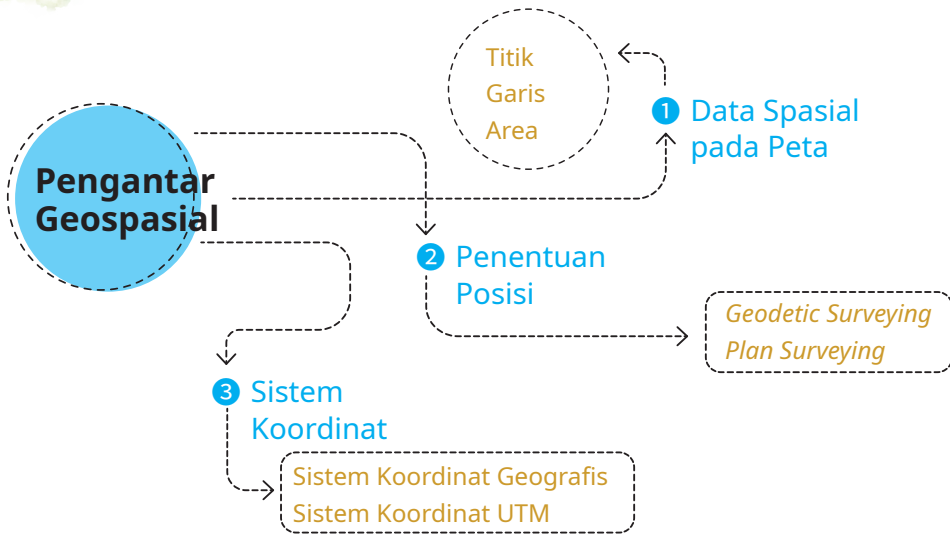 Pengantar
Geospasial
Titik
Garis
Area
1 Data Spasial
pada Peta
2 Penentuan
Posisi
Geodetic Surveying
Plan Surveying
3 Sistem
Koordinat
Sistem Koordinat Geografis
Sistem Koordinat UTM